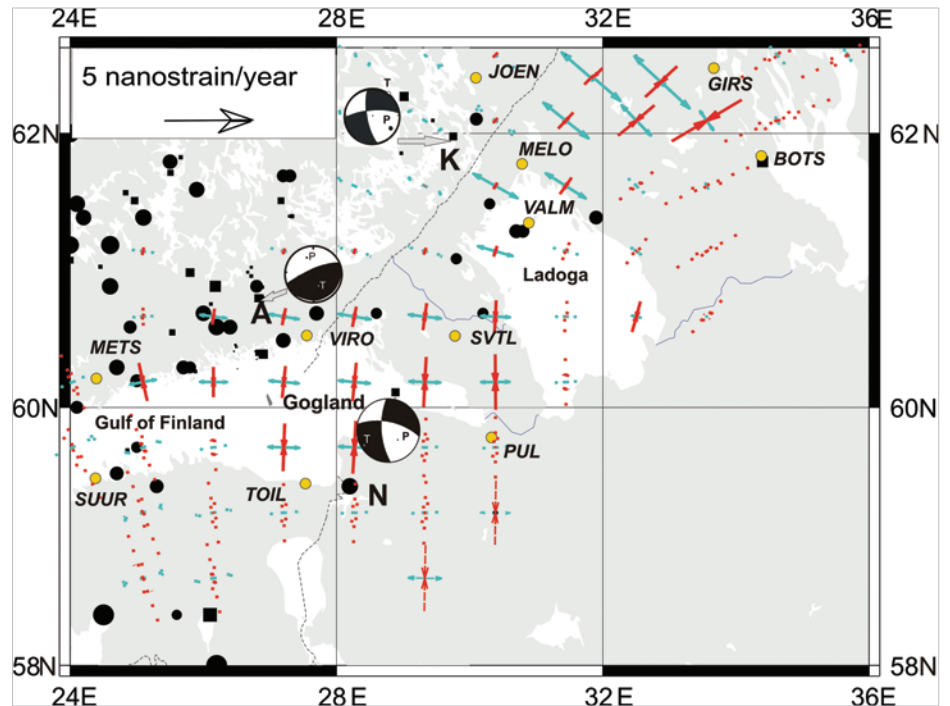 24E 28E 32E 36E
5 nanostrain/year
JOEN
GIRS
T
P
62N 62N
K
MELO
BOTS
VALM
P
Ladoga
T
A
METS
VIRO
SVTL
60N 60N
Gogland
Gulf of Finland
T P
PUL
SUUR
TOIL
N
58N 58N
24E 28E 32E 36E